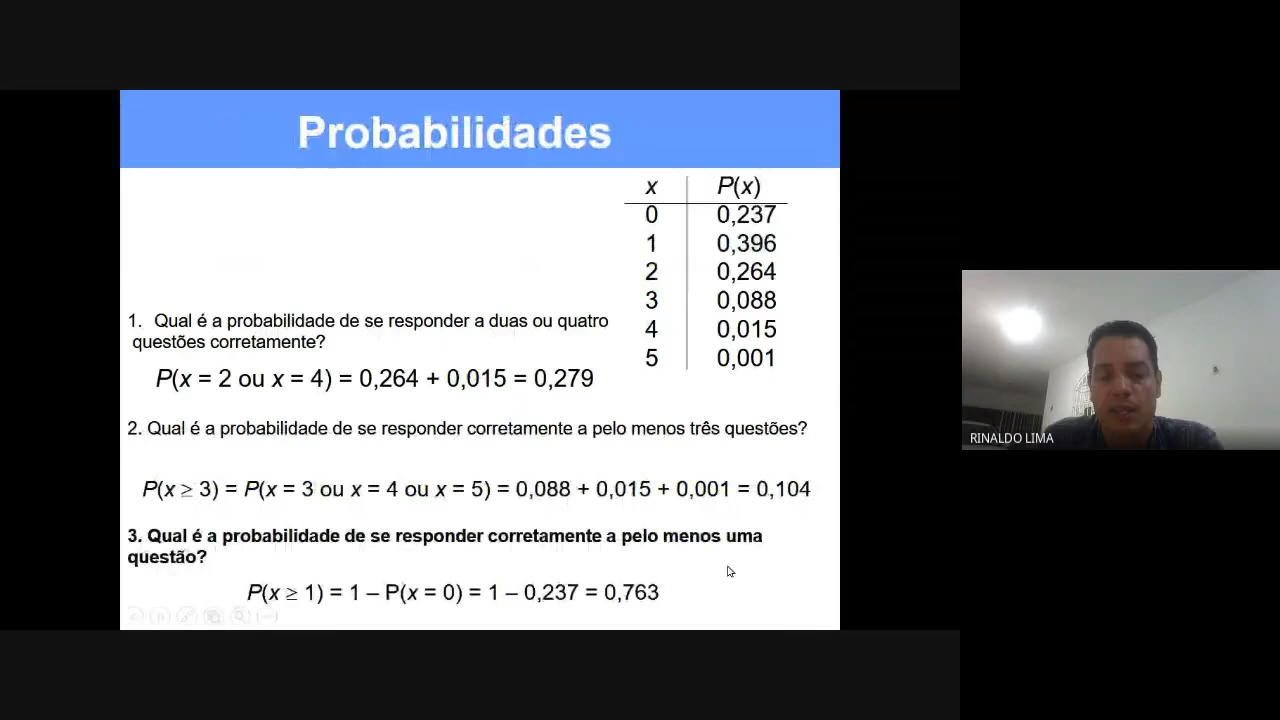 Probabilidades
x P(x)
0 0,237
1 0,396
2 0,264
3 0,088
4 0,015
5 0,001
1. Qual é a probabilidade de se responder a duas ou quatro
questões corretamente?
P(x = 2 ou x = 4) = 0,264 + 0,015 = 0,279
2. Qual é a probabilidade de se responder corretamente a pelo menos três questões?
P(x ≥ 3) = P(x = 3 ou x = 4 ou x = 5) = 0,088 + 0,015 + 0,001 = 0,104
3. Qual é a probabilidade de se responder corretamente a pelo menos uma
questão?
P(x ≥ 1) = 1 – P(x = 0) = 1 – 0,237 = 0,763
RINALDO LIMA